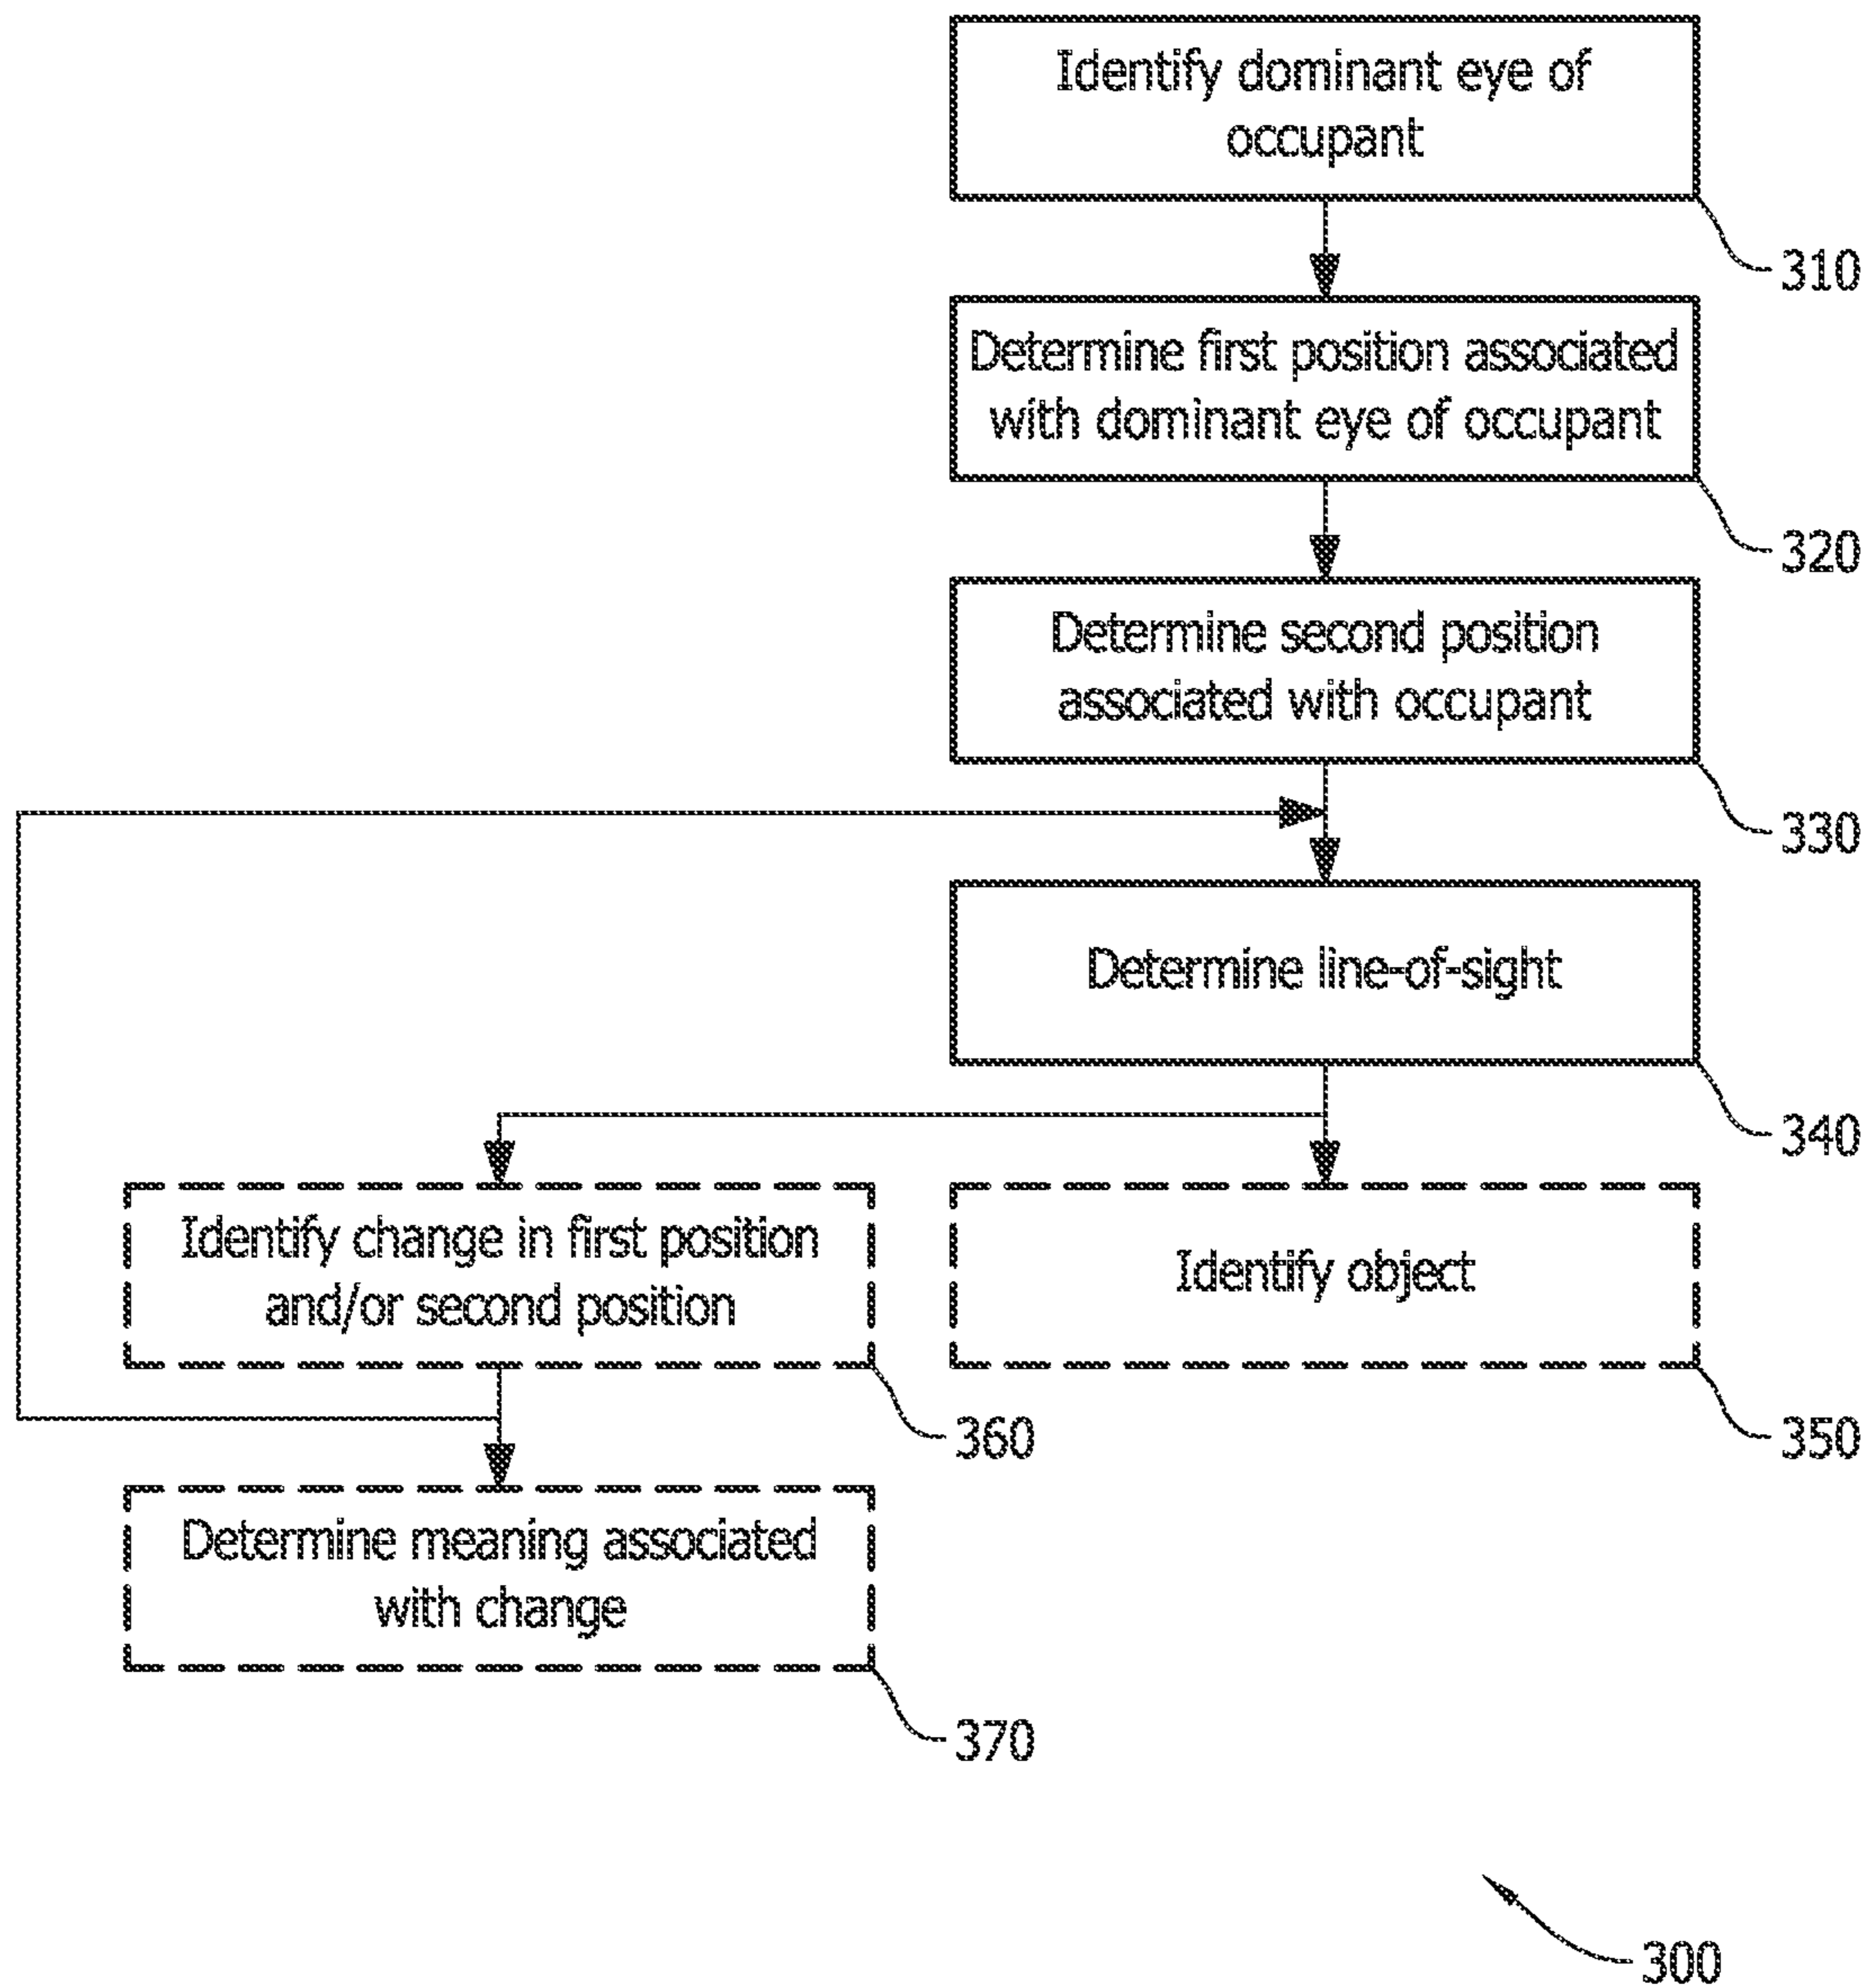 Identify dominant eye of
occupant
310
Determine first position associated
with dominant eye of occupant
320
Determine second position
associated with occupant
330
Determine line-of-sight
340
Identify change in first position
and/or second position
360
Identify object
350
Determine meaning associated
with change
370
300